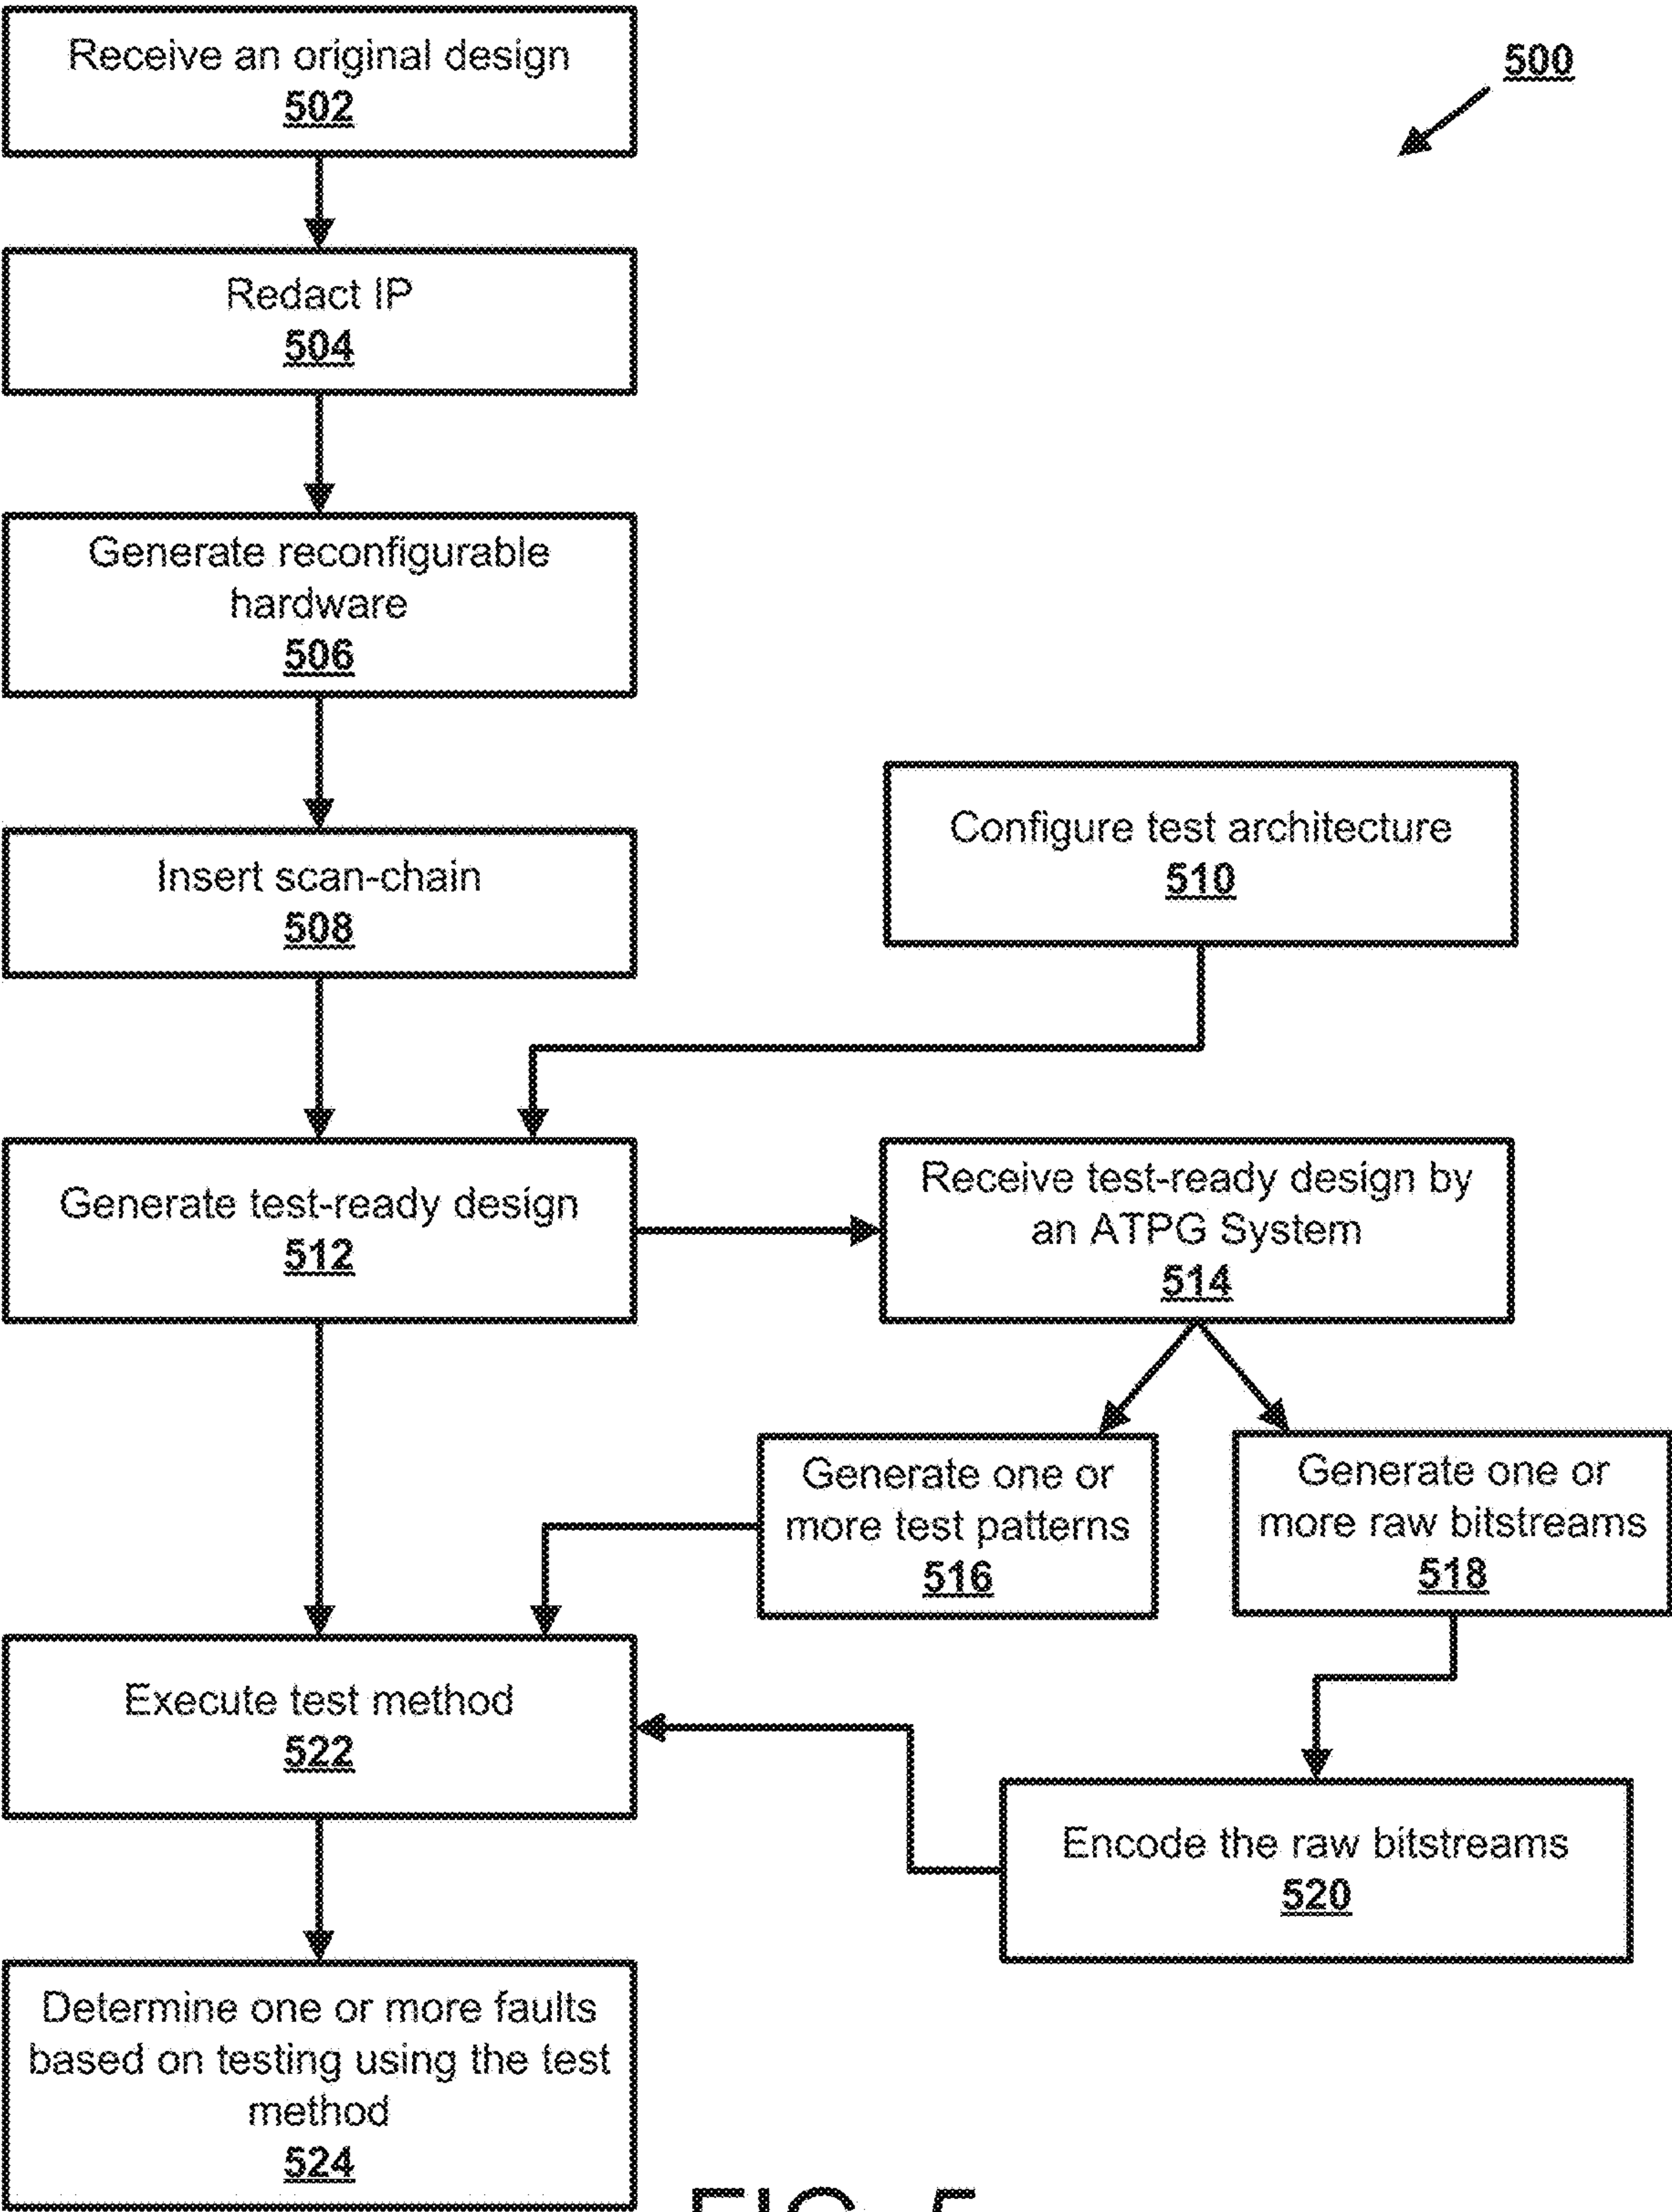 Receive an original design
502
500
Redact IP
504
Generate reconfigurable
hardware
506
Insert scan-chain
508
Configure test architecture
510
Generate test-ready design
512
Receive test-ready design by
an ATPG System
514
Generate one or
more test patterns
516
Generate one or
more raw bitstreams
518
Execute test method
522
Encode the raw bitstreams
520
Determine one or more faults
based on testing using the test
method
524
FIG. 5